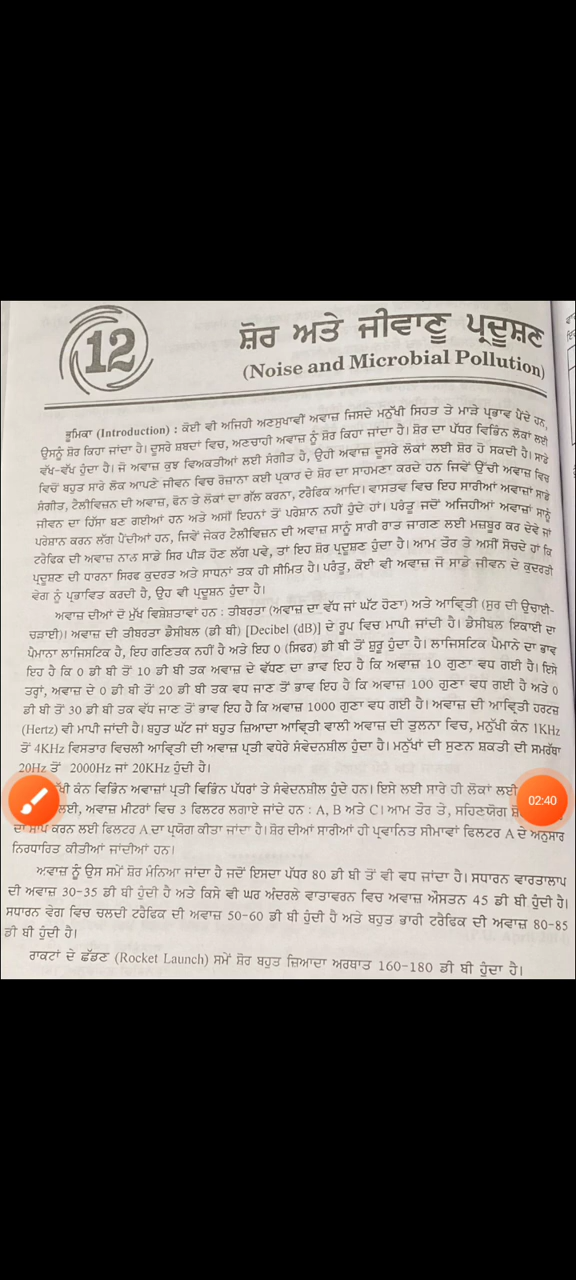 12
ਸ਼ੋਰ ਅਤੇ ਜੀਵਾਣੂ ਪ੍ਰਦੂਸ਼ਣ
(Noise and Microbial Pollution)
ਭੂਮਿਕਾ (Introduction) : ਕੋਈ ਵੀ ਅਜਿਹੀ ਅਣਸੁਖਾਵੀਂ ਅਵਾਜ਼ ਜਿਸਦੇ ਮਨੁੱਖੀ ਸਿਹਤ ਤੇ ਮਾੜੇ ਪ੍ਰਭਾਵ ਪੈਂਦੇ ਹਨ,
ਉਸਨੂੰ ਸ਼ੋਰ ਕਿਹਾ ਜਾਂਦਾ ਹੈ। ਦੂਸਰੇ ਸ਼ਬਦਾਂ ਵਿਚ, ਅਣਚਾਹੀ ਅਵਾਜ਼ ਨੂੰ ਸ਼ੋਰ ਕਿਹਾ ਜਾਂਦਾ ਹੈ। ਸ਼ੋਰ ਦਾ ਪੱਧਰ ਵਿਭਿੰਨ ਲੋਕਾਂ ਲਈ
ਵੱਖ-ਵੱਖ ਹੁੰਦਾ ਹੈ। ਜੋ ਅਵਾਜ਼ ਕੁਝ ਵਿਅਕਤੀਆਂ ਲਈ ਸੰਗੀਤ ਹੈ, ਉਹੀ ਅਵਾਜ਼ ਦੂਸਰੇ ਲੋਕਾਂ ਲਈ ਸ਼ੋਰ ਹੋ ਸਕਦੀ ਹੈ। ਸਾਡੇ
ਵਿਚੋਂ ਬਹੁਤ ਸਾਰੇ ਲੋਕ ਆਪਣੇ ਜੀਵਨ ਵਿਚ ਰੋਜ਼ਾਨਾ ਕਈ ਪ੍ਰਕਾਰ ਦੇ ਸ਼ੋਰ ਦਾ ਸਾਹਮਣਾ ਕਰਦੇ ਹਨ ਜਿਵੇਂ ਉੱਚੀ ਅਵਾਜ਼ ਵਿਚ
ਸੰਗੀਤ, ਟੈਲੀਵਿਜ਼ਨ ਦੀ ਅਵਾਜ਼, ਫੋਨ ਤੇ ਲੋਕਾਂ ਦਾ ਗੱਲ ਕਰਨਾ, ਟਰੈਫਿਕ ਆਦਿ। ਵਾਸਤਵ ਵਿਚ ਇਹ ਸਾਰੀਆਂ ਅਵਾਜ਼ਾਂ ਸਾਡੇ
ਜੀਵਨ ਦਾ ਹਿੱਸਾ ਬਣ ਗਈਆਂ ਹਨ ਅਤੇ ਅਸੀਂ ਇਹਨਾਂ ਤੋਂ ਪਰੇਸ਼ਾਨ ਨਹੀਂ ਹੁੰਦੇ ਹਾਂ। ਪਰੰਤੂ ਜਦੋਂ ਅਜਿਹੀਆਂ ਅਵਾਜ਼ਾਂ ਸਾਨੂੰ
ਪਰੇਸ਼ਾਨ ਕਰਨ ਲੱਗ ਪੈਂਦੀਆਂ ਹਨ, ਜਿਵੇਂ ਜੇਕਰ ਟੈਲੀਵਿਜ਼ਨ ਦੀ ਅਵਾਜ਼ ਸਾਨੂੰ ਸਾਰੀ ਰਾਤ ਜਾਗਣ ਲਈ ਮਜ਼ਬੂਰ ਕਰ ਦੇਵੇ ਜਾਂ
ਟਰੈਫਿਕ ਦੀ ਅਵਾਜ਼ ਨਾਲ ਸਾਡੇ ਸਿਰ ਪੀੜ ਹੋਣ ਲੱਗ ਪਵੇ, ਤਾਂ ਇਹ ਸ਼ੋਰ ਪ੍ਰਦੂਸ਼ਣ ਹੁੰਦਾ ਹੈ। ਆਮ ਤੌਰ ਤੇ ਅਸੀਂ ਸੋਚਦੇ ਹਾਂ ਕਿ
ਪ੍ਰਦੂਸ਼ਣ ਦੀ ਧਾਰਨਾ ਸਿਰਫ ਕੁਦਰਤ ਅਤੇ ਸਾਧਨਾਂ ਤਕ ਹੀ ਸੀਮਿਤ ਹੈ। ਪਰੰਤੂ, ਕੋਈ ਵੀ ਅਵਾਜ਼ ਜੋ ਸਾਡੇ ਜੀਵਨ ਦੇ ਕੁਦਰਤੀ
ਵੇਗ ਨੂੰ ਪ੍ਰਭਾਵਿਤ ਕਰਦੀ ਹੈ, ਉਹ ਵੀ ਪ੍ਰਦੂਸ਼ਨ ਹੁੰਦਾ ਹੈ।
ਅਵਾਜ਼ ਦੀਆਂ ਦੋ ਮੁੱਖ ਵਿਸ਼ੇਸ਼ਤਾਵਾਂ ਹਨ : ਤੀਬਰਤਾ (ਅਵਾਜ਼ ਦਾ ਵੱਧ ਜਾਂ ਘੱਟ ਹੋਣਾ) ਅਤੇ ਆਵ੍ਰਿਤੀ (ਸੁਰ ਦੀ ਉਚਾਈ-
ਚੜਾਈ)। ਅਵਾਜ਼ ਦੀ ਤੀਬਰਤਾ ਡੈਸੀਬਲ (ਡੀ ਬੀ) [Decibel (dB)] ਦੇ ਰੂਪ ਵਿਚ ਮਾਪੀ ਜਾਂਦੀ ਹੈ। ਡੈਸੀਬਲ ਇਕਾਈ ਦਾ
ਪੈਮਾਨਾ ਲਾਜਿਸਟਿਕ ਹੈ, ਇਹ ਗਣਿਤਕ ਨਹੀਂ ਹੈ ਅਤੇ ਇਹ 0 (ਸਿਫਰ) ਡੀ ਬੀ ਤੋਂ ਸ਼ੁਰੂ ਹੁੰਦਾ ਹੈ। ਲਾਜਿਸਟਿਕ ਪੈਮਾਨੇ ਦਾ ਭਾਵ
ਇਹ ਹੈ ਕਿ 0 ਡੀ ਬੀ ਤੋਂ 10 ਡੀ ਬੀ ਤਕ ਅਵਾਜ਼ ਦੇ ਵੱਧਣ ਦਾ ਭਾਵ ਇਹ ਹੈ ਕਿ ਅਵਾਜ਼ 10 ਗੁਣਾ ਵਧ ਗਈ ਹੈ। ਇਸੇ
ਤਰ੍ਹਾਂ, ਅਵਾਜ਼ ਦੇ 0 ਡੀ ਬੀ ਤੋਂ 20 ਡੀ ਬੀ ਤਕ ਵਧ ਜਾਣ ਤੋਂ ਭਾਵ ਇਹ ਹੈ ਕਿ ਅਵਾਜ਼ 100 ਗੁਣਾ ਵਧ ਗਈ ਹੈ ਅਤੇ 0
ਡੀ ਬੀ ਤੋਂ 30 ਡੀ ਬੀ ਤਕ ਵੱਧ ਜਾਣ ਤੋਂ ਭਾਵ ਇਹ ਹੈ ਕਿ ਅਵਾਜ਼ 1000 ਗੁਣਾ ਵਧ ਗਈ ਹੈ। ਅਵਾਜ਼ ਦੀ ਆਵ੍ਰਿਤੀ ਹਰਟਜ਼
(Hertz) ਵੀ ਮਾਪੀ ਜਾਂਦੀ ਹੈ। ਬਹੁਤ ਘੱਟ ਜਾਂ ਬਹੁਤ ਜ਼ਿਆਦਾ ਆਵ੍ਰਿਤੀ ਵਾਲੀ ਅਵਾਜ਼ ਦੀ ਤੁਲਨਾ ਵਿਚ, ਮਨੁੱਖੀ ਕੰਨ 1KHz
ਤੋਂ 4KHz ਵਿਸਤਾਰ ਵਿਚਲੀ ਆਵ੍ਰਿਤੀ ਦੀ ਅਵਾਜ਼ ਪ੍ਰਤੀ ਵਧੇਰੇ ਸੰਵੇਦਨਸ਼ੀਲ ਹੁੰਦਾ ਹੈ। ਮਨੁੱਖਾਂ ਦੀ ਸੁਣਨ ਸ਼ਕਤੀ ਦੀ ਸਮਰੱਥਾ
20Hz ਤੋਂ 2000Hz ਜਾਂ 20KHz ਹੁੰਦੀ ਹੈ।
ਕੰਨ ਵਿਭਿੰਨ ਅਵਾਜ਼ਾਂ ਪ੍ਰਤੀ ਵਿਭਿੰਨ ਪੱਧਰਾਂ ਤੇ ਸੰਵੇਦਨਸ਼ੀਲ ਹੁੰਦੇ ਹਨ। ਇਸੇ ਲਈ ਸਾਰੇ ਹੀ ਲੋਕਾਂ ਲਈ
ਲਈ, ਅਵਾਜ਼ ਮੀਟਰਾਂ ਵਿਚ 3 ਫਿਲਟਰ ਲਗਾਏ ਜਾਂਦੇ ਹਨ : A, B ਅਤੇ C। ਆਮ ਤੌਰ ਤੇ, ਸਹਿਣਯੋਗ
02:40
ਦਾ ਮਾਪ ਕਰਨ ਲਈ ਫਿਲਟਰ A ਦਾ ਪ੍ਰਯੋਗ ਕੀਤਾ ਜਾਂਦਾ ਹੈ। ਸ਼ੋਰ ਦੀਆਂ ਸਾਰੀਆਂ ਹੀ ਪ੍ਰਵਾਨਿਤ ਸੀਮਾਵਾਂ ਫਿਲਟਰ A ਦੇ ਅਨੁਸਾਰ
ਨਿਰਧਾਰਿਤ ਕੀਤੀਆਂ ਜਾਂਦੀਆਂ ਹਨ।
ਅਵਾਜ਼ ਨੂੰ ਉਸ ਸਮੇਂ ਸ਼ੋਰ ਮੰਨਿਆ ਜਾਂਦਾ ਹੈ ਜਦੋਂ ਇਸਦਾ ਪੱਧਰ 80 ਡੀ ਬੀ ਤੋਂ ਵੀ ਵਧ ਜਾਂਦਾ ਹੈ। ਸਧਾਰਨ ਵਾਰਤਾਲਾਪ
ਦੀ ਅਵਾਜ਼ 30-35 ਡੀ ਬੀ ਹੁੰਦੀ ਹੈ ਅਤੇ ਕਿਸੇ ਵੀ ਘਰ ਅੰਦਰਲੇ ਵਾਤਾਵਰਨ ਵਿਚ ਅਵਾਜ਼ ਔਸਤਨ 45 ਡੀ ਬੀ ਹੁੰਦੀ ਹੈ।
ਸਧਾਰਨ ਵੇਗ ਵਿਚ ਚਲਦੀ ਟਰੈਫਿਕ ਦੀ ਅਵਾਜ਼ 50-60 ਡੀ ਬੀ ਹੁੰਦੀ ਹੈ ਅਤੇ ਬਹੁਤ ਭਾਰੀ ਟਰੈਫਿਕ ਦੀ ਅਵਾਜ਼ 80-85
ਡੀ ਬੀ ਹੁੰਦੀ ਹੈ।
ਰਾਕਟਾਂ ਦੇ ਛੱਡਣ (Rocket Launch) ਸਮੇਂ ਸ਼ੋਰ ਬਹੁਤ ਜ਼ਿਆਦਾ ਅਰਥਾਤ 160-180 ਡੀ ਬੀ ਹੁੰਦਾ ਹੈ।